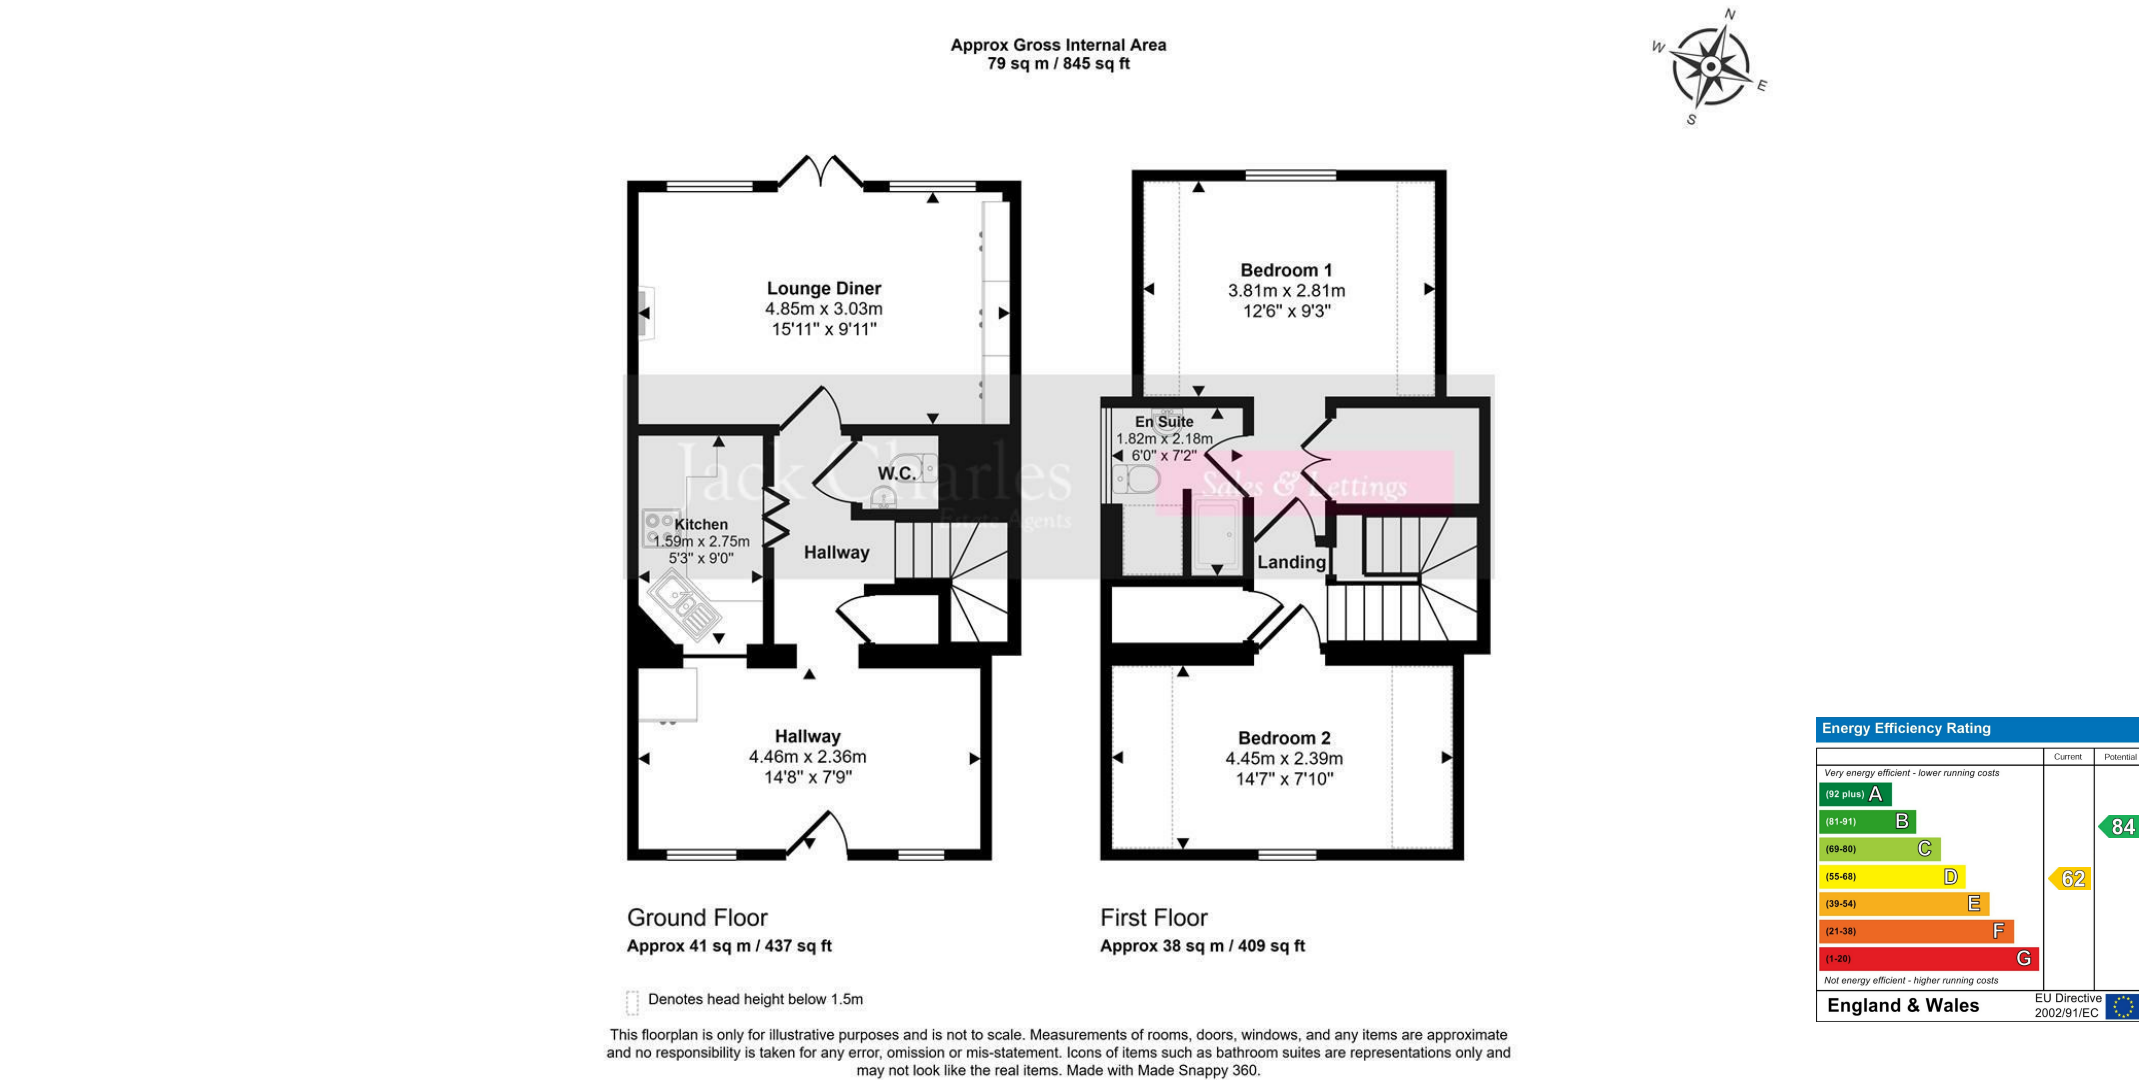 Approx Gross Internal Area
79 sq m / 845 sq ft
N
W
E
S
Lounge Diner
4.85m x 3.03m
15'11" x 9'11"
Bedroom 1
3.81m x 2.81m
12'6" x 9'3"
En Suite
1.82m x 2.18m
6'0" x 7'2"
W.C.
Jack Charles
Estate Agents
Sales & Lettings
Kitchen
1.59m x 2.75m
5'3" x 9'0"
Hallway
Landing
Hallway
4.46m x 2.36m
14'8" x 7'9"
Bedroom 2
4.45m x 2.39m
14'7" x 7'10"
Ground Floor
Approx 41 sq m / 437 sq ft
First Floor
Approx 38 sq m / 409 sq ft
Denotes head height below 1.5m
This floorplan is only for illustrative purposes and is not to scale. Measurements of rooms, doors, windows, and any items are approximate
and no responsibility is taken for any error, omission or mis-statement. Icons of items such as bathroom suites are representations only and
may not look like the real items. Made with Made Snappy 360.
Energy Efficiency Rating
Current
Potential
Very energy efficient - lower running costs
(92 plus) A
(81-91) B
84
(69-80) C
(55-68) D
62
(39-54) E
(21-38) F
(1-20) G
Not energy efficient - higher running costs
England & Wales
EU Directive
2002/91/EC